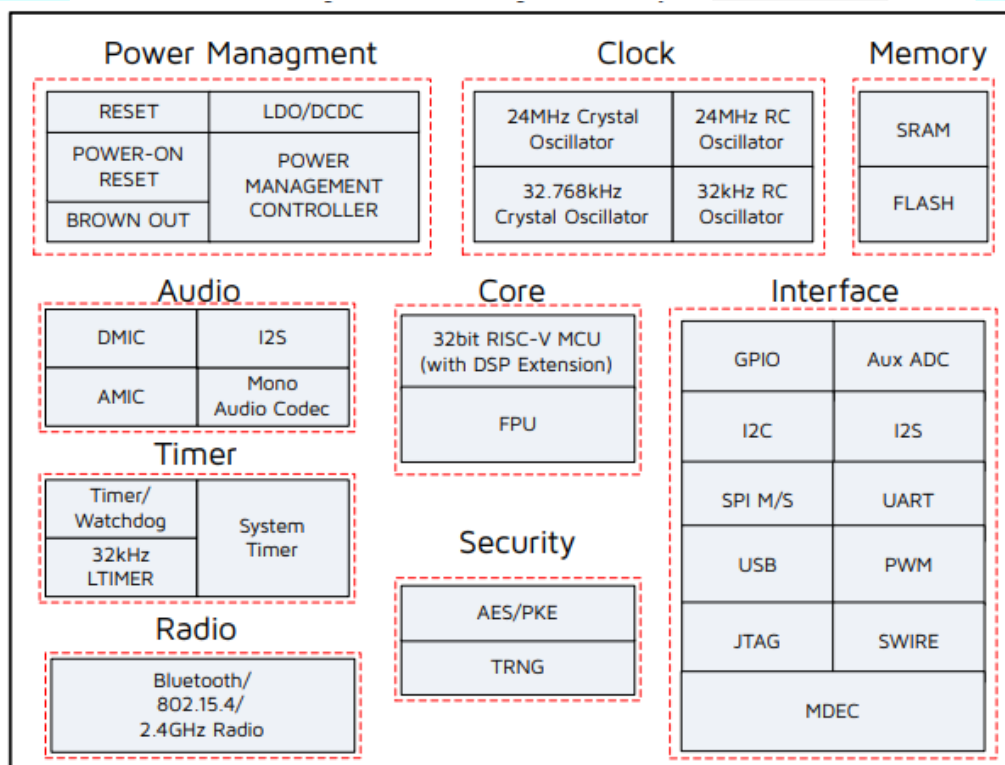 Power Managment
Clock
Memory
RESET
LDO/DCDC
POWER-ON
RESET
POWER
MANAGEMENT
CONTROLLER
BROWN OUT
24MHz Crystal
Oscillator
24MHz RC
Oscillator
32.768kHz
Crystal Oscillator
32kHz RC
Oscillator
SRAM
FLASH
Audio
Core
Interface
DMIC
I2S
AMIC
Mono
Audio Codec
32bit RISC-V MCU
(with DSP Extension)
FPU
GPIO
Aux ADC
I2C
I2S
SPI M/S
UART
USB
PWM
JTAG
SWIRE
MDEC
Timer
Timer/
Watchdog
32kHz
LTIMER
System
Timer
Security
AES/PKE
TRNG
Radio
Bluetooth/
802.15.4/
2.4GHz Radio